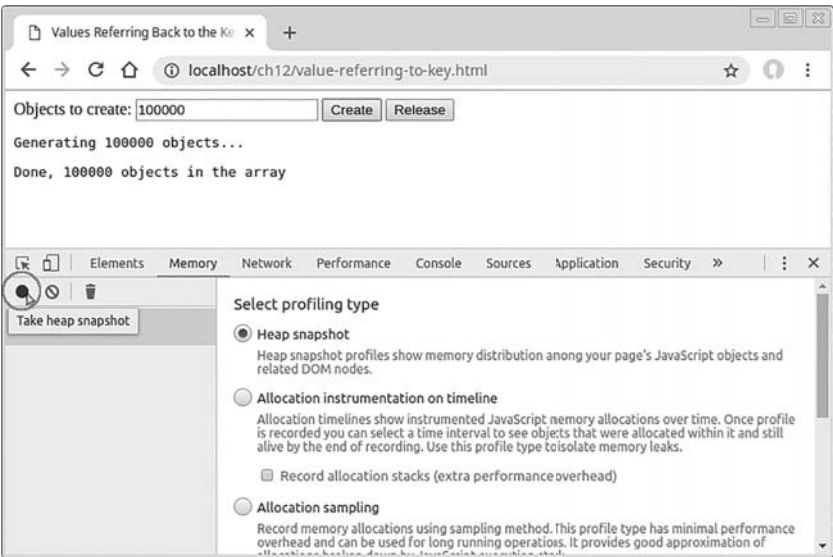 Values Referring Back to the Ke
localhost/ch12/value-referring-to-key.html
Objects to create: 100000 Create Release
Generating 100000 objects...
Done, 100000 objects in the array
Elements Memory Network Performance Console Sources Application Security »
Take heap snapshot
Select profiling type
Heap snapshot
Heap snapshot profiles show memory distribution among your page's JavaScript objects and
related DOM nodes.
Allocation instrumentation on timeline
Allocation timelines show instrumented JavaScript memory allocations over time. Once profile
is recorded you can select a time interval to see objects that were allocated within it and still
alive by the end of recording. Use this profile type to isolate memory leaks.
Record allocation stacks (extra performance overhead)
Allocation sampling
Record memory allocations using sampling method. This profile type has minimal performance
overhead and can be used for long running operations. It provides good approximation of